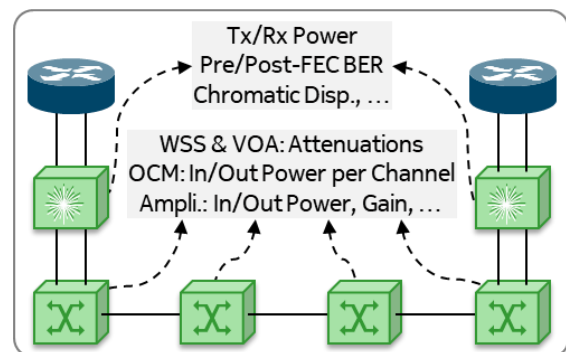 Tx/Rx Power
Pre/Post-FEC BER
Chromatic Disp., ...
WSS & VOA: Attenuations
OCM: In/Out Power per Channel
Ampli.: In/Out Power, Gain, ...